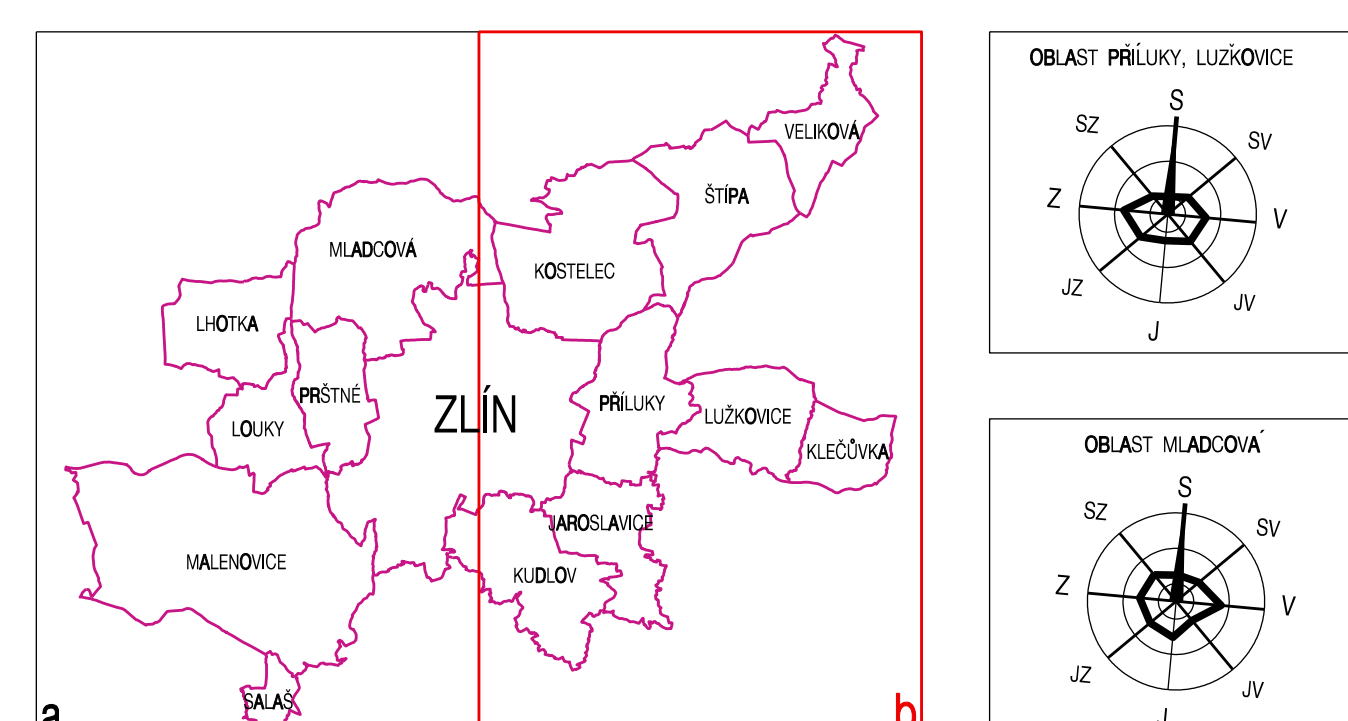 VELIKOVÁ
ŠTÍPA
MLADCOVÁ
KOSTELEC
LHOTKA
PRŠTNÉ
PŘÍLUKY
ZLÍN
LUŽKOVICE
LOUKY
KLEČŮVKA
JAROSLAVICE
MALENOVICE
KUDLOV
SALAŠ
a
b
OBLAST PŘÍLUKY, LUZŽKOVICE
S
SZ
SV
Z
V
JZ
JV
J
OBLAST MLADCOVÁ
S
SZ
SV
Z
V
JZ
JV
J